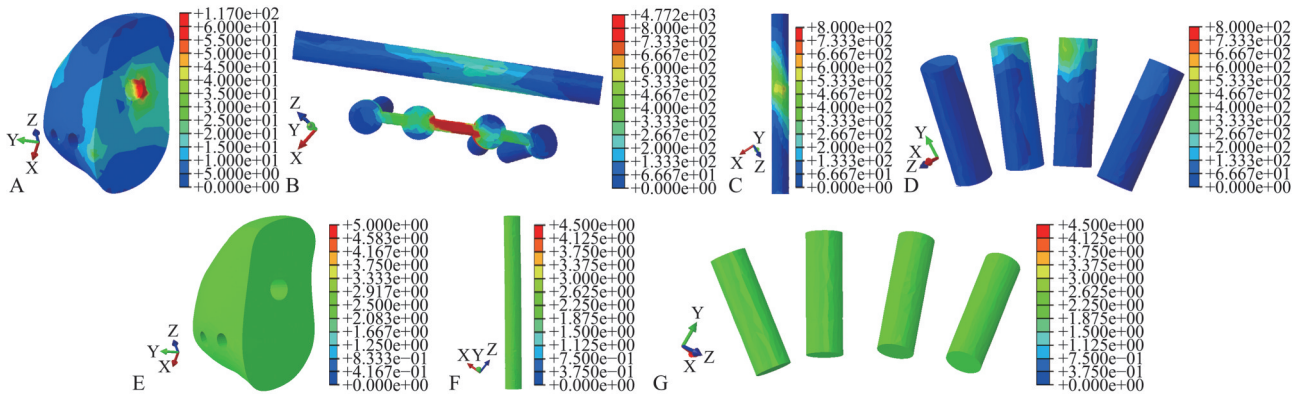 +1.170e+02
+6.000e+01
+5.500e+01
+5.000e+01
+4.500e+01
+4.000e+01
+3.500e+01
+3.000e+01
+2.500e+01
+2.000e+01
+1.500e+01
+1.000e+01
+5.000e+00
+0.000e+00
Z
Y
X
A
+4.772e+03
+8.000e+02
+7.333e+02
+6.667e+02
+6.000e+02
+5.333e+02
+4.667e+02
+4.000e+02
+3.333e+02
+2.667e+02
+2.000e+02
+1.333e+02
+6.667e+01
+0.000e+00
Z
Y
X
B
+8.000e+02
+7.333e+02
+6.667e+02
+6.000e+02
+5.333e+02
+4.667e+02
+4.000e+02
+3.333e+02
+2.667e+02
+2.000e+02
+1.333e+02
+6.667e+01
+0.000e+00
Y
X Z
C
+8.000e+02
+7.333e+02
+6.667e+02
+6.000e+02
+5.333e+02
+4.667e+02
+4.000e+02
+3.333e+02
+2.667e+02
+2.000e+02
+1.333e+02
+6.667e+01
+0.000e+00
Y
Z X
D
+5.000e+00
+4.583e+00
+4.167e+00
+3.750e+00
+3.333e+00
+2.917e+00
+2.500e+00
+2.083e+00
+1.667e+00
+1.250e+00
+8.333e−01
+4.167e−01
+0.000e+00
Z
Y
X
E
+4.500e+00
+4.125e+00
+3.750e+00
+3.375e+00
+3.000e+00
+2.625e+00
+2.250e+00
+1.875e+00
+1.500e+00
+1.125e+00
+7.500e−01
+3.750e−01
+0.000e+00
X Y Z
F
+4.500e+00
+4.125e+00
+3.750e+00
+3.375e+00
+3.000e+00
+2.625e+00
+2.250e+00
+1.875e+00
+1.500e+00
+1.125e+00
+7.500e−01
+3.750e−01
+0.000e+00
Y
X Z
G